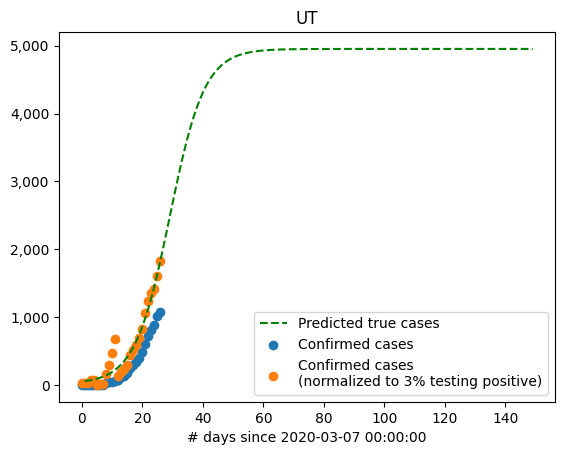 UT
5,000
4,000
3,000
2,000
1,000
0
Predicted true cases
Confirmed cases
Confirmed cases
(normalized to 3% testing positive)
0 20 40 60 80 100 120 140
# days since 2020-03-07 00:00:00